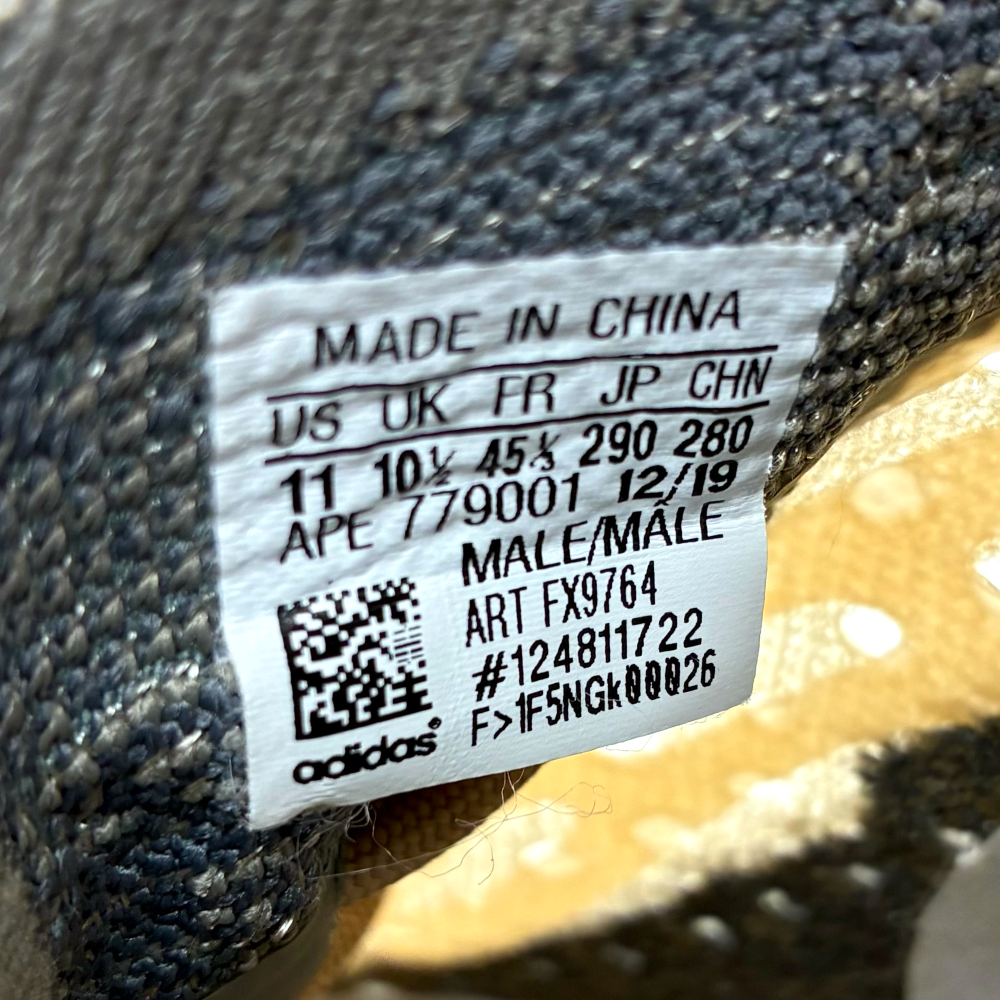 MADE IN CHINA
US UK FR JP CHN
11 10½ 45⅓ 290 280
APE 779001 12/19
MALE/MÂLE
ART FX9764
#124811722
F>1F5NGk00026
adidas®